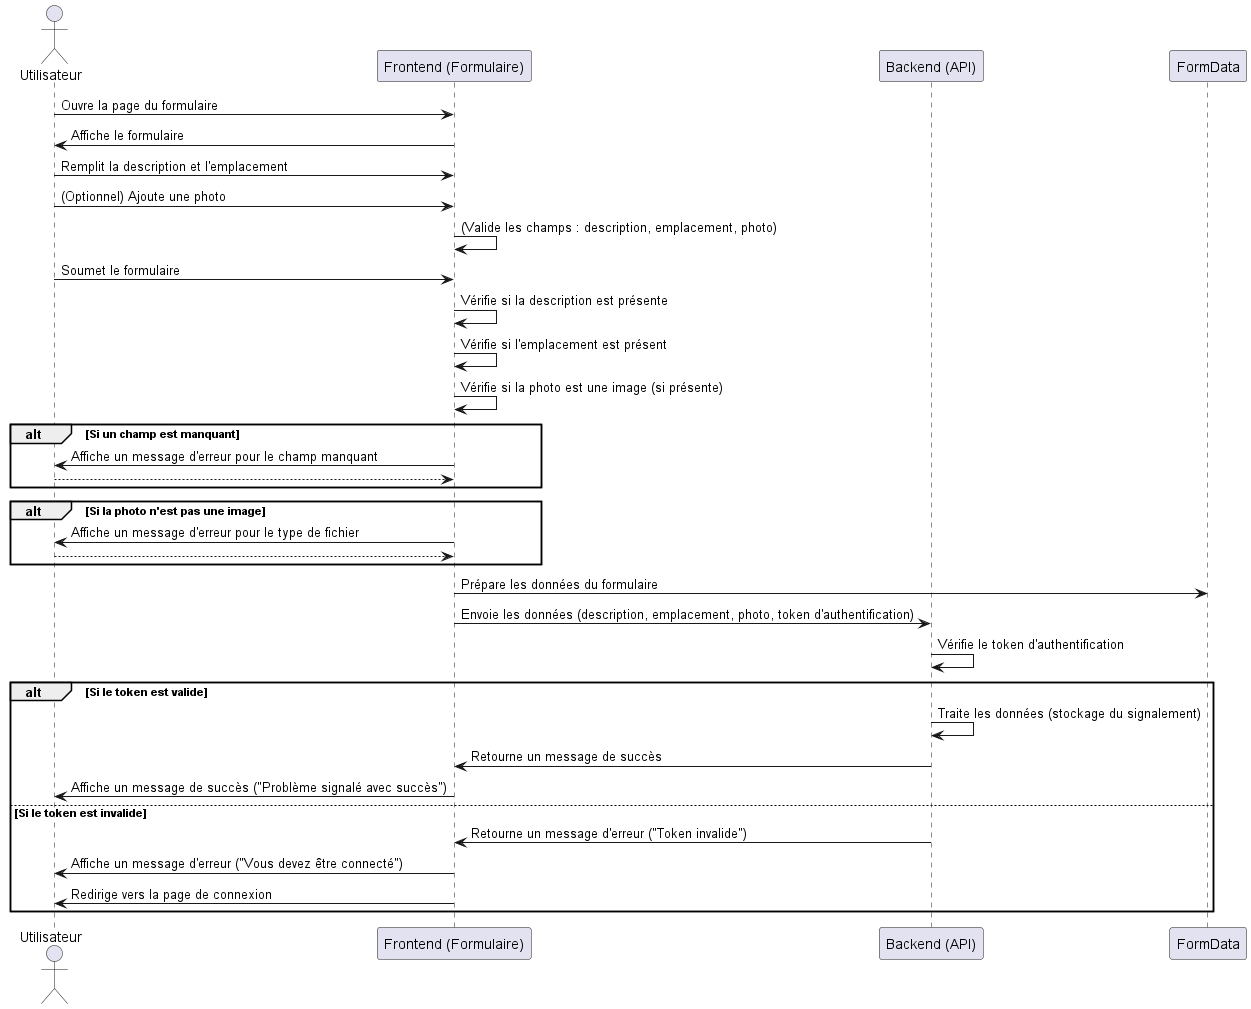 Utilisateur
Frontend (Formulaire)
Backend (API)
FormData
Ouvre la page du formulaire
Affiche le formulaire
Remplit la description et l'emplacement
(Optionnel) Ajoute une photo
(Valide les champs : description, emplacement, photo)
Soumet le formulaire
Vérifie si la description est présente
Vérifie si l'emplacement est présent
Vérifie si la photo est une image (si présente)
alt [Si un champ est manquant]
Affiche un message d'erreur pour le champ manquant
alt [Si la photo n'est pas une image]
Affiche un message d'erreur pour le type de fichier
Prépare les données du formulaire
Envoie les données (description, emplacement, photo, token d'authentification)
Vérifie le token d'authentification
alt [Si le token est valide]
Traite les données (stockage du signalement)
Retourne un message de succès
Affiche un message de succès ("Problème signalé avec succès")
[Si le token est invalide]
Retourne un message d'erreur ("Token invalide")
Affiche un message d'erreur ("Vous devez être connecté")
Redirige vers la page de connexion
Utilisateur
Frontend (Formulaire)
Backend (API)
FormData